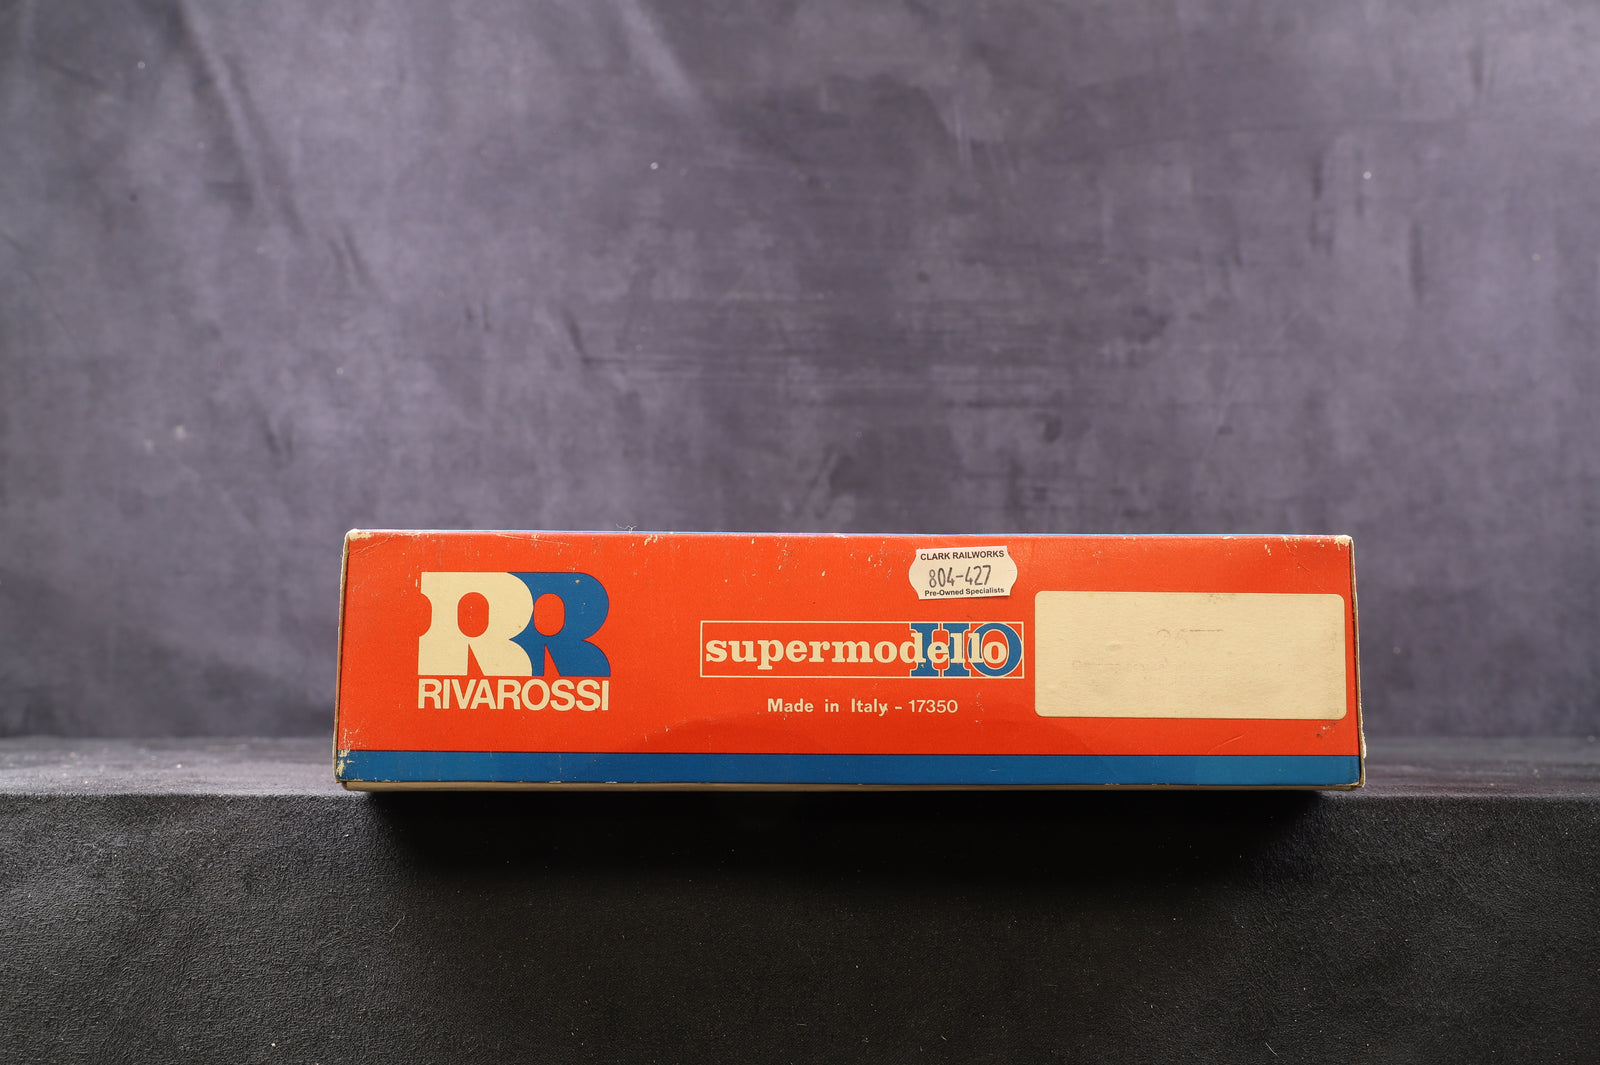 RR
RIVAROSSI
CLARK RAILWORKS
804-427
Pre-Owned Specialists
supermodello HO
Made in Italy - 17350